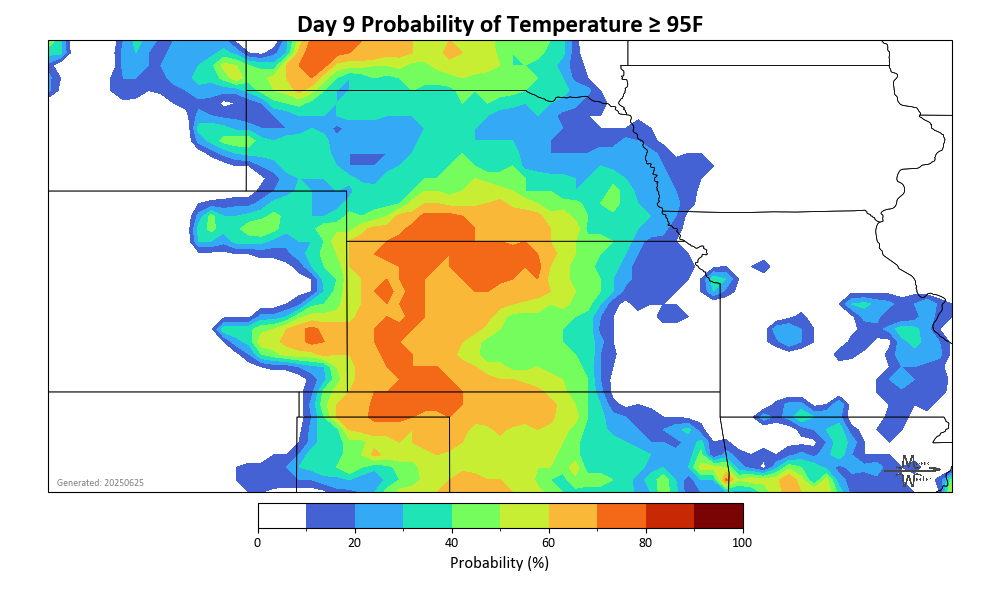 Day 9 Probability of Temperature ≥ 95F
Generated: 20250625
0 20 40 60 80 100
Probability (%)